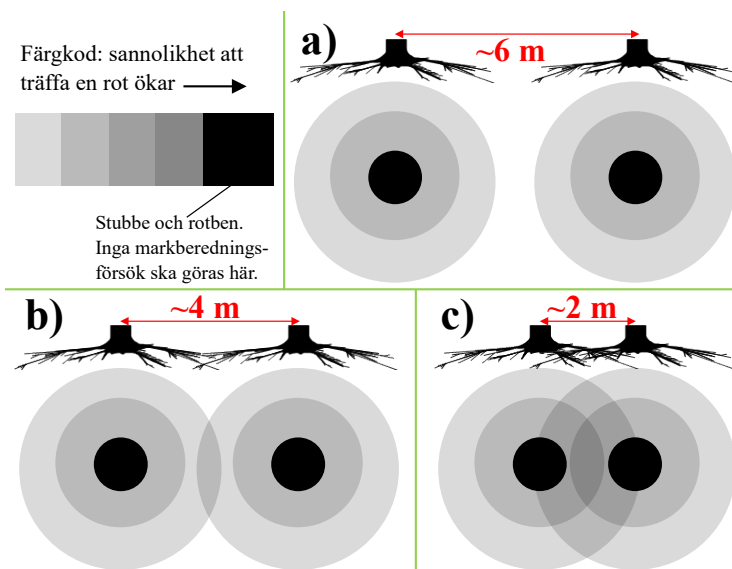 Färgkod: sannolikhet att
träffa en rot ökar
Stubbe och rotben.
Inga markberednings-
försök ska göras här.
a)
~6 m
b)
~4 m
c)
~2 m